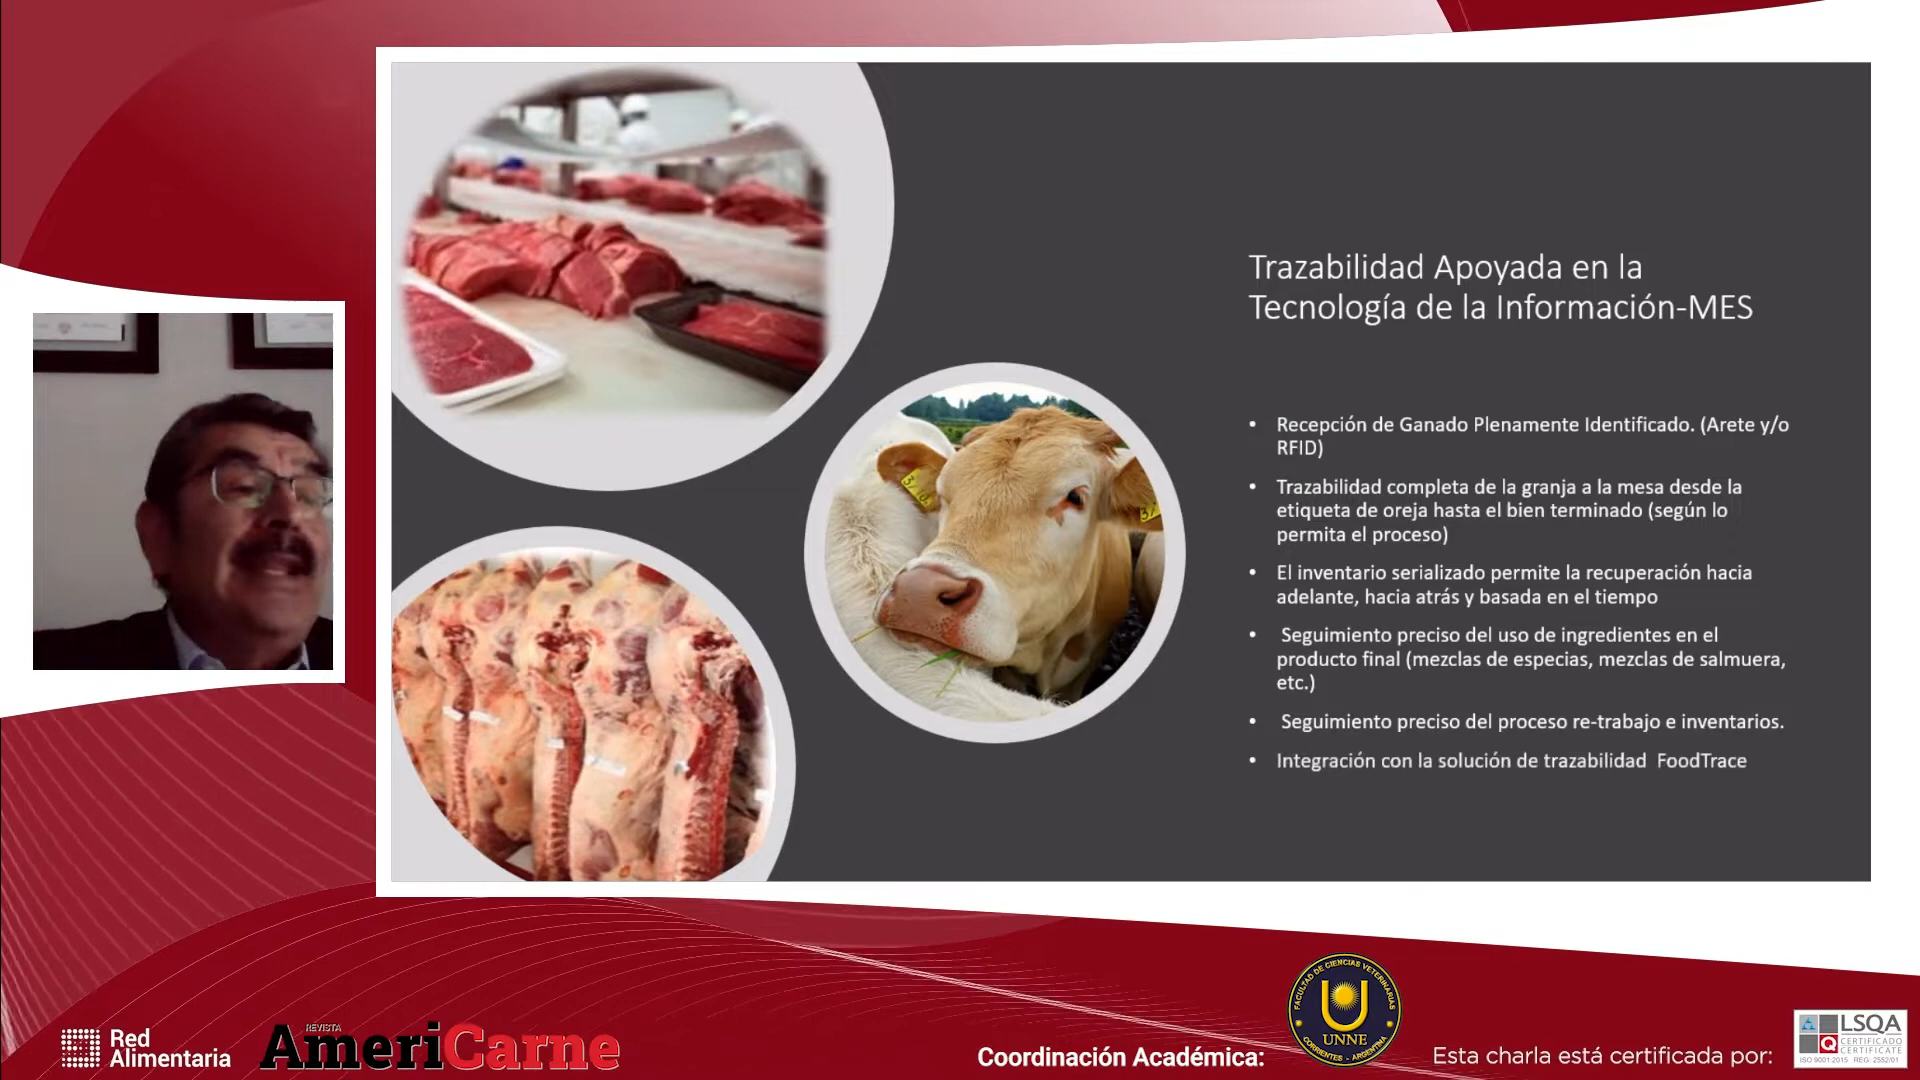 Trazabilidad Apoyada en la
Tecnología de la Información-MES
• Recepción de Ganado Plenamente Identificado. (Arete y/o
RFID)
• Trazabilidad completa de la granja a la mesa desde la
etiqueta de oreja hasta el bien terminado (según lo
permita el proceso)
• El inventario serializado permite la recuperación hacia
adelante, hacia atrás y basada en el tiempo
• Seguimiento preciso del uso de ingredientes en el
producto final (mezclas de especias, mezclas de salmuera,
etc.)
• Seguimiento preciso del proceso re-trabajo e inventarios.
• Integración con la solución de trazabilidad FoodTrace
Red
Alimentaria
REVISTA
AmeriCarne
Coordinación Académica:
FACULTAD DE CIENCIAS VETERINARIAS
UNNE
CORRIENTES - ARGENTINA
Esta charla está certificada por:
LSQA
CERTIFICADO
CERTIFICATE
ISO 9001:2015 REG: 2552/01